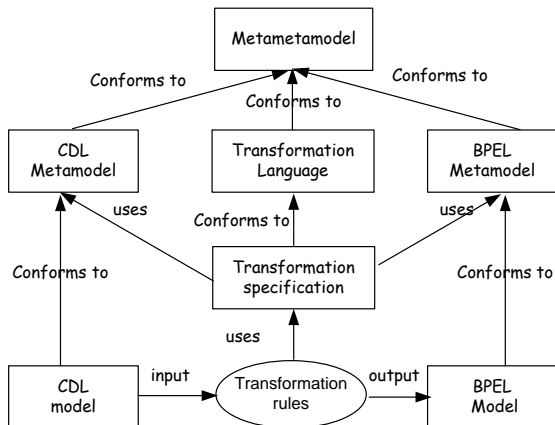 Metametamodel
Conforms to
Conforms to
Conforms to
CDL
Metamodel
Transformation
Language
BPEL
Metamodel
uses
uses
Conforms to
Conforms to
Conforms to
Transformation
specification
uses
CDL
model
input
Transformation
rules
output
BPEL
Model